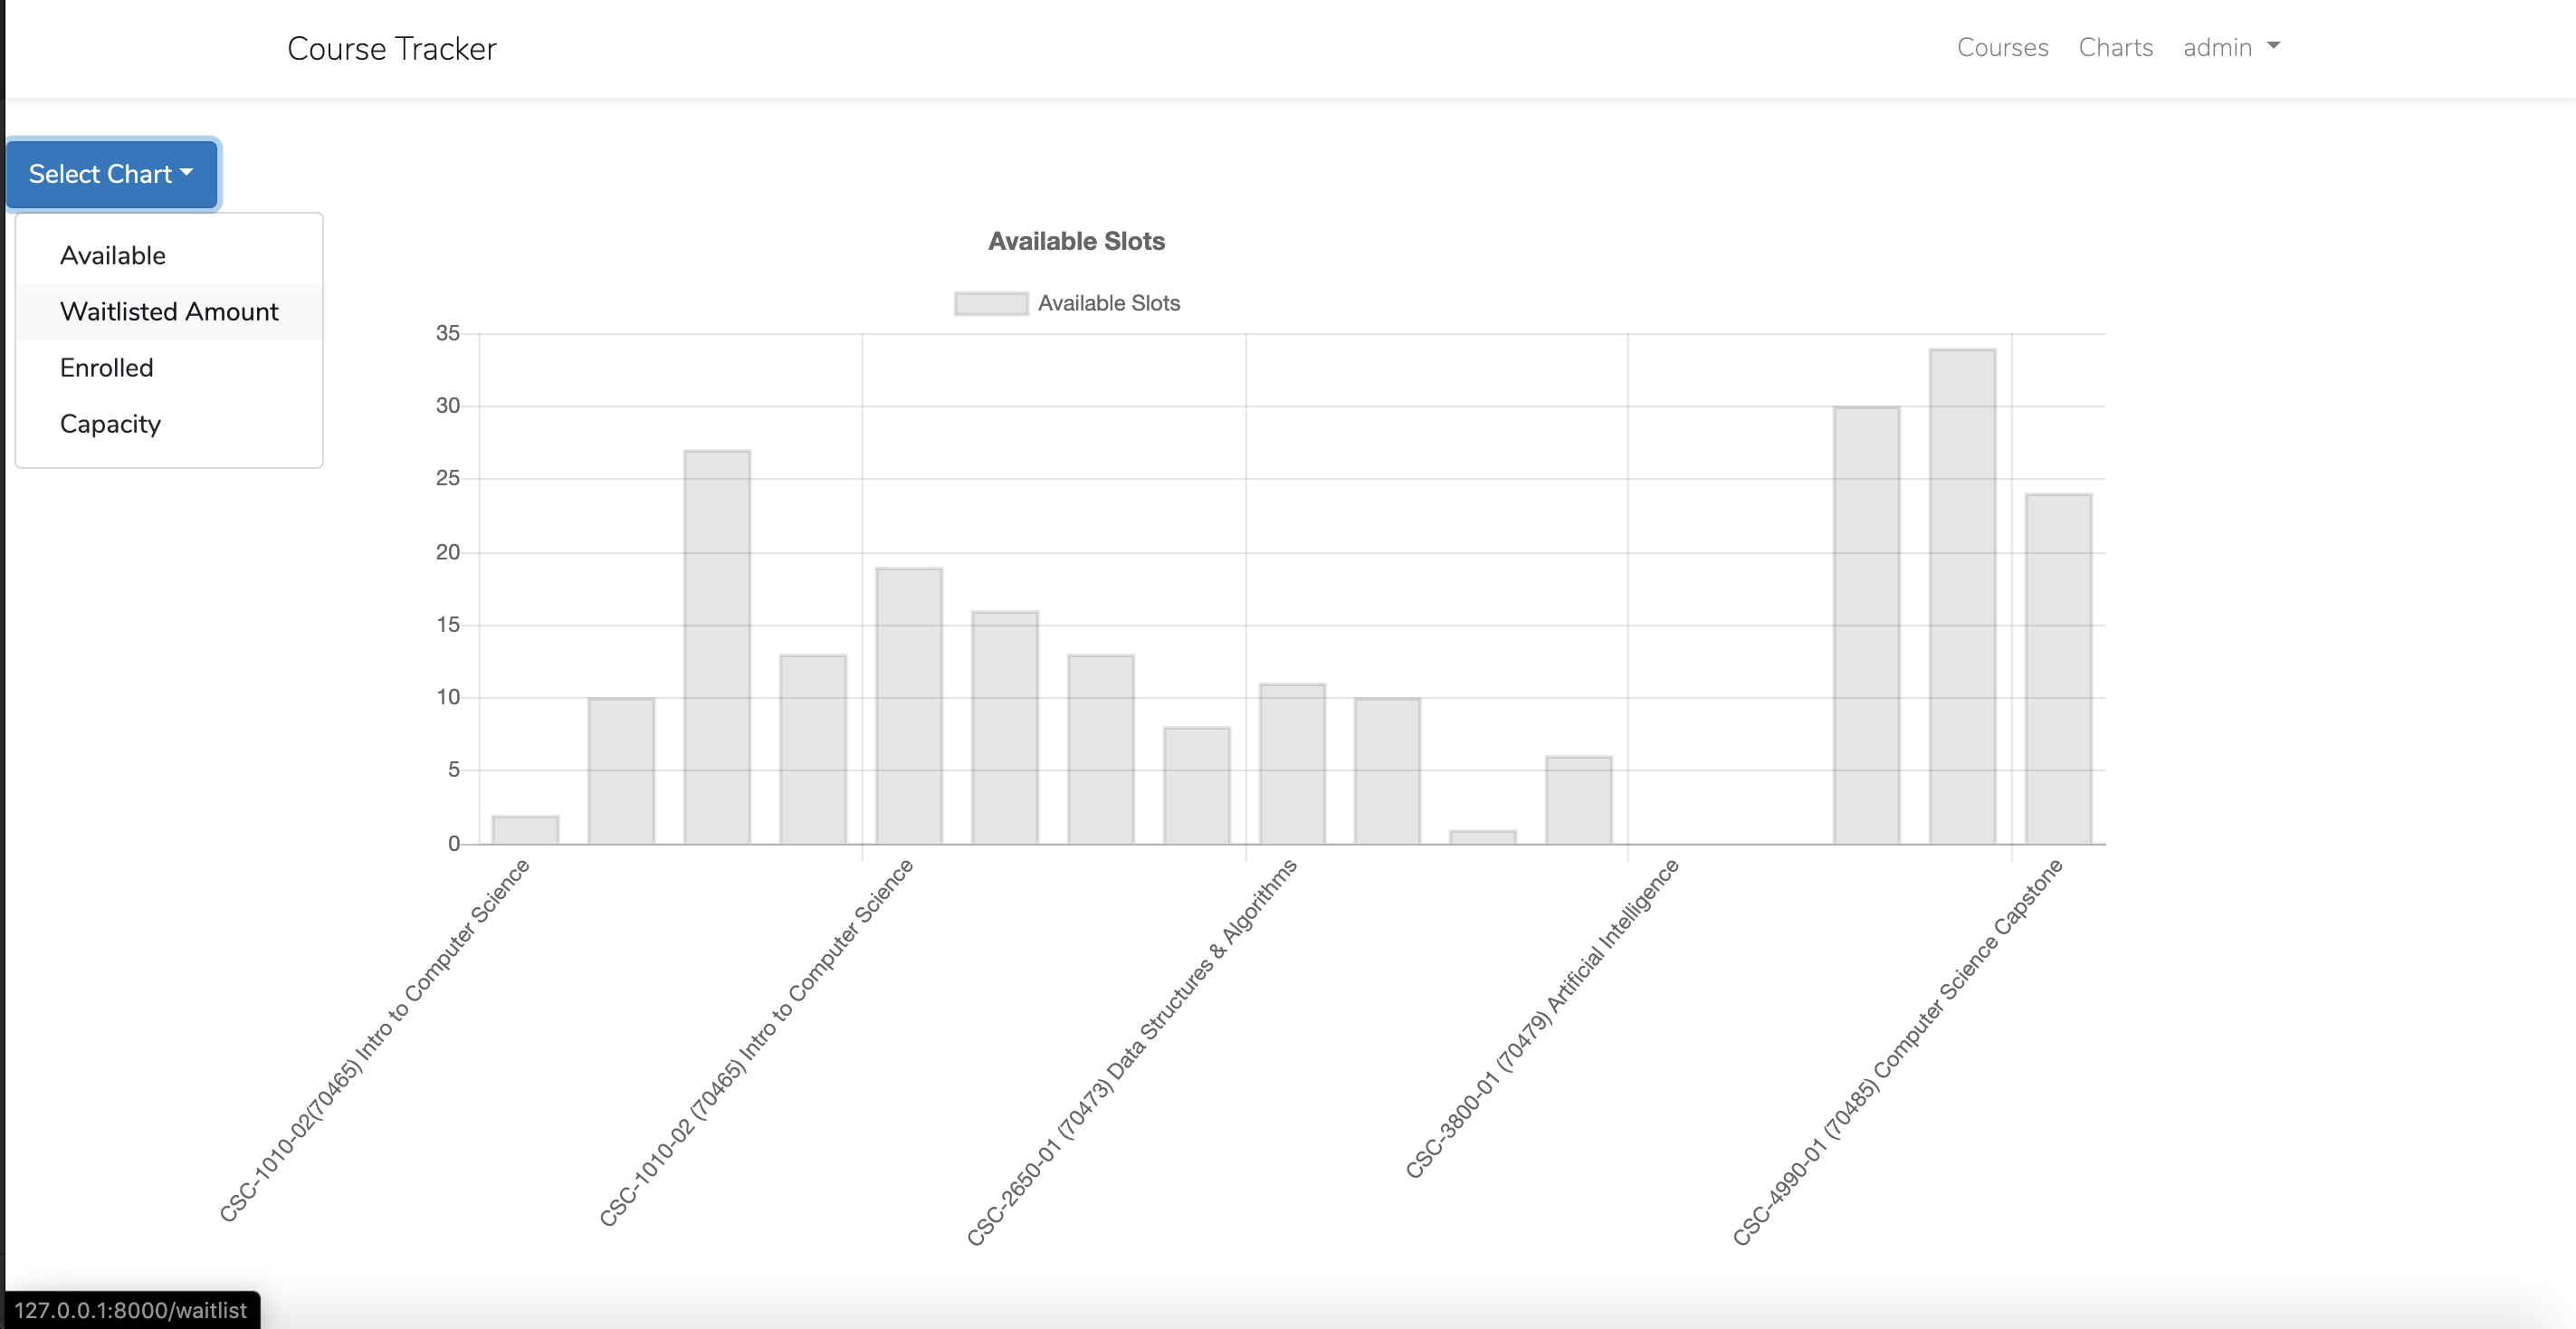 Course Tracker
Courses Charts admin
Select Chart
Available
Waitlisted Amount
Enrolled
Capacity
Available Slots
Available Slots
35
30
25
20
15
10
5
0
CSC-1010-02(70465) Intro to Computer Science
CSC-1010-02 (70465) Intro to Computer Science
CSC-2650-01 (70473) Data Structures & Algorithms
CSC-3800-01 (70479) Artificial Intelligence
CSC-4990-01 (70485) Computer Science Capstone
127.0.0.1:8000/waitlist